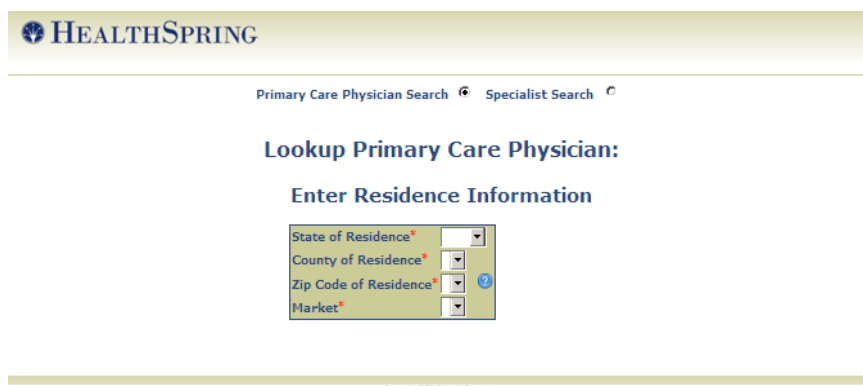 HEALTHSPRING
Primary Care Physician Search Specialist Search
Lookup Primary Care Physician:
Enter Residence Information
State of Residence*
County of Residence*
Zip Code of Residence* ?
Market*